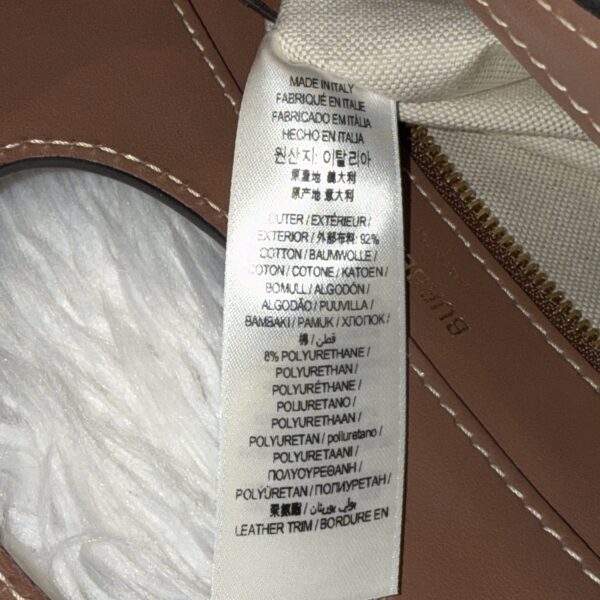 MADE IN ITALY
FABRIQUÉ EN ITALIE
FABRICADO EM ITÁLIA
HECHO EN ITALIA
원산지: 이탈리아
原產地 義大利
原产地 意大利
OUTER / EXTÉRIEUR /
EXTERIOR / 外部布料: 92%
COTTON / BAUMWOLLE /
COTON / COTONE / KATOEN /
BOMULL / ALGODÓN /
ALGODÃO / PUUVILLA /
BAMBAKI / PAMUK / ХЛОПОК /
棉 / قطن /
8% POLYURETHANE /
POLYURETHAN /
POLYURÉTHANE /
POLIURETANO /
POLYURETHAAN /
POLYURETAN / poliuretano /
POLYURETAANI /
ΠΟΛΥΟΥΡΕΘΑΝΗ /
POLYÜRETAN / ПОЛИУРЕТАН /
聚氨酯 / بولي يوريثان /
LEATHER TRIM / BORDURE EN